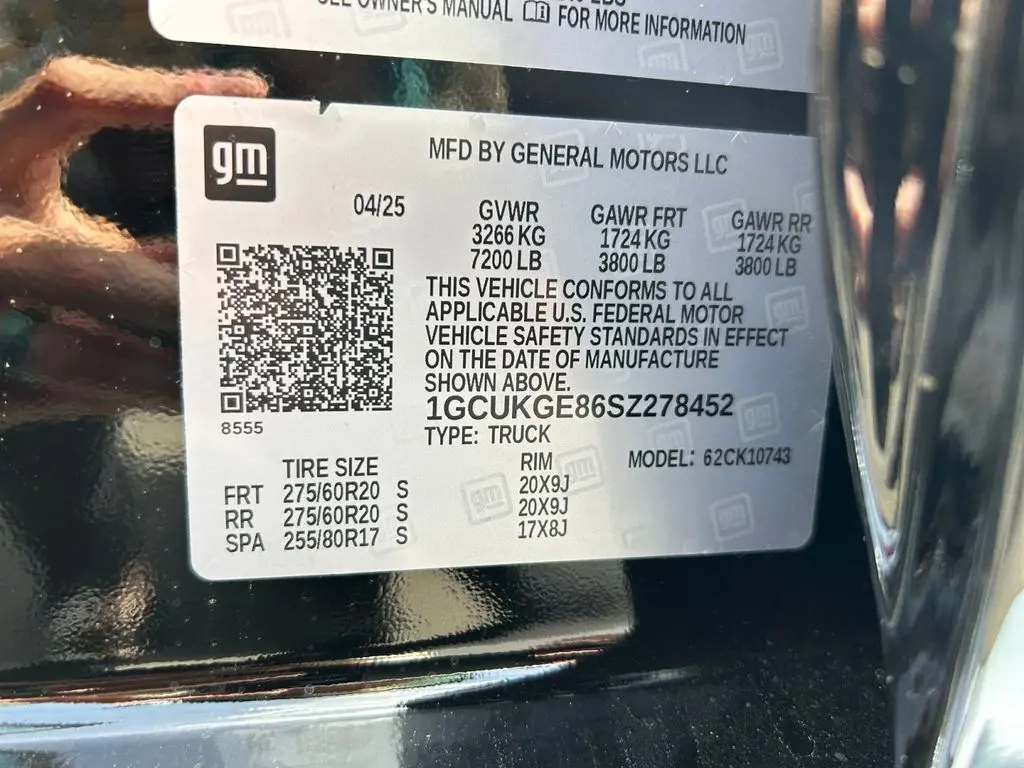 SEE OWNER'S MANUAL FOR MORE INFORMATION
gm
MFD BY GENERAL MOTORS LLC
04/25
GVWR GAWR FRT GAWR RR
3266 KG 1724 KG 1724 KG
7200 LB 3800 LB 3800 LB
THIS VEHICLE CONFORMS TO ALL
APPLICABLE U.S. FEDERAL MOTOR
VEHICLE SAFETY STANDARDS IN EFFECT
ON THE DATE OF MANUFACTURE
SHOWN ABOVE.
1GCUKGE86SZ278452
8555
TYPE: TRUCK
TIRE SIZE RIM MODEL: 62CK10743
FRT 275/60R20 S 20X9J
RR 275/60R20 S 20X9J
SPA 255/80R17 S 17X8J